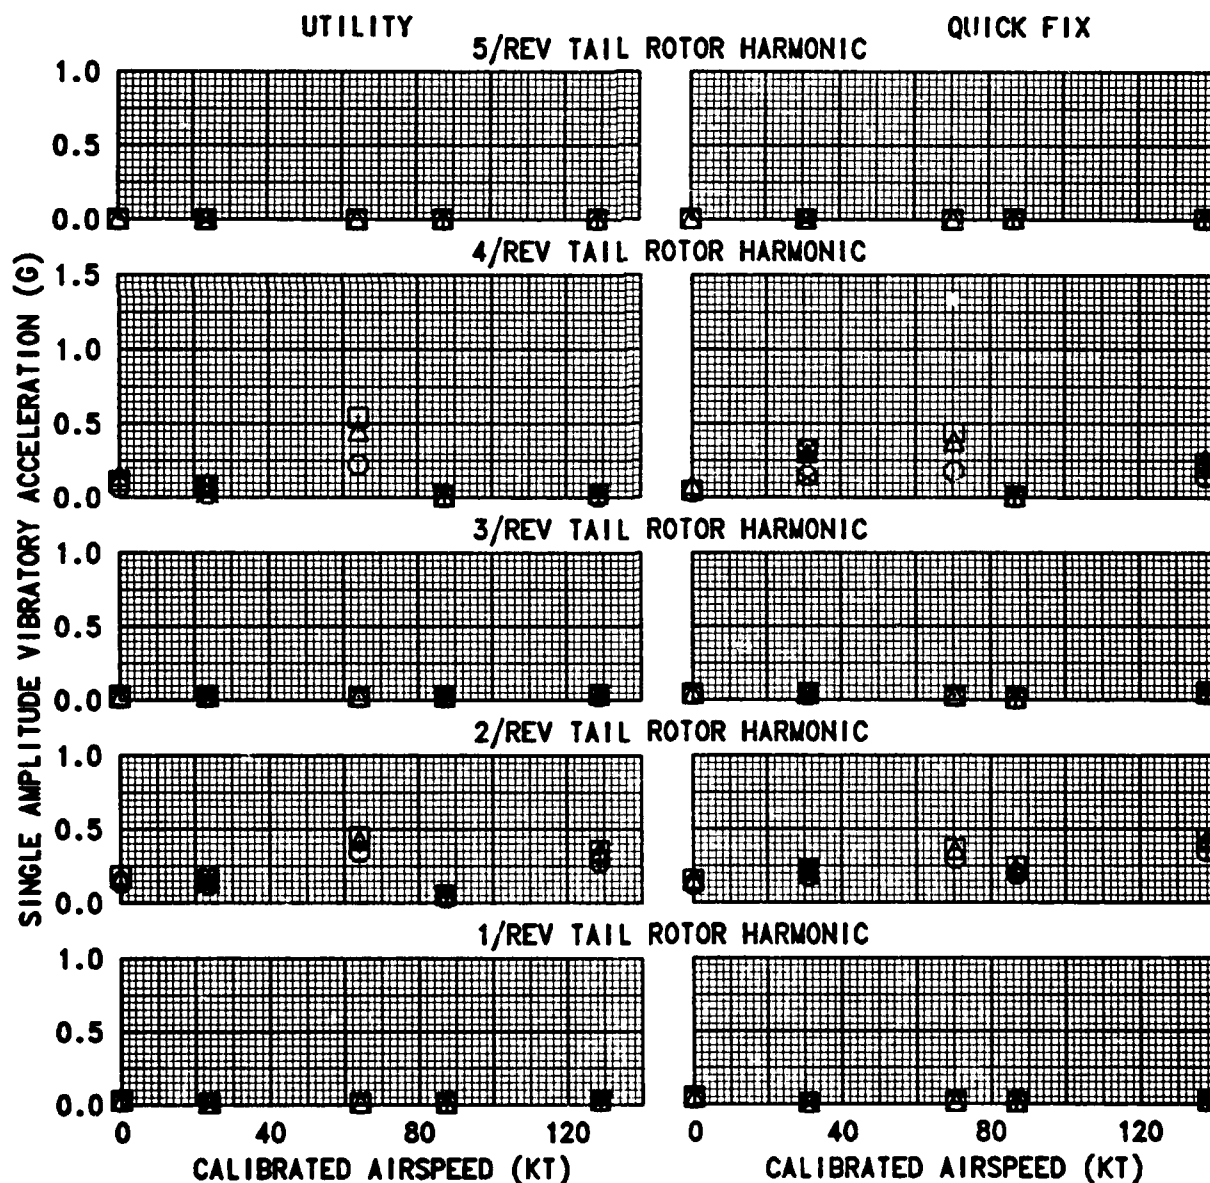 UTILITY QUICK FIX
5/REV TAIL ROTOR HARMONIC
1.0
0.5
0.0
4/REV TAIL ROTOR HARMONIC
1.5
1.0
0.5
0.0
3/REV TAIL ROTOR HARMONIC
1.0
0.5
0.0
2/REV TAIL ROTOR HARMONIC
1.0
0.5
0.0
1/REV TAIL ROTOR HARMONIC
1.0
0.5
0.0
SINGLE AMPLITUDE VIBRATORY ACCELERATION (G)
0 40 80 120 0 40 80 120
CALIBRATED AIRSPEED (KT) CALIBRATED AIRSPEED (KT)